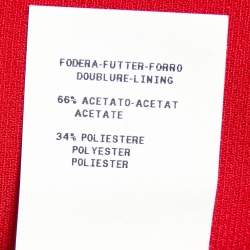 FODERA-FUTTER-FORRO
DOUBLURE-LINING
66% ACETATO-ACETAT
ACETATE
34% POLIESTERE
POLYESTER
POLIESTER